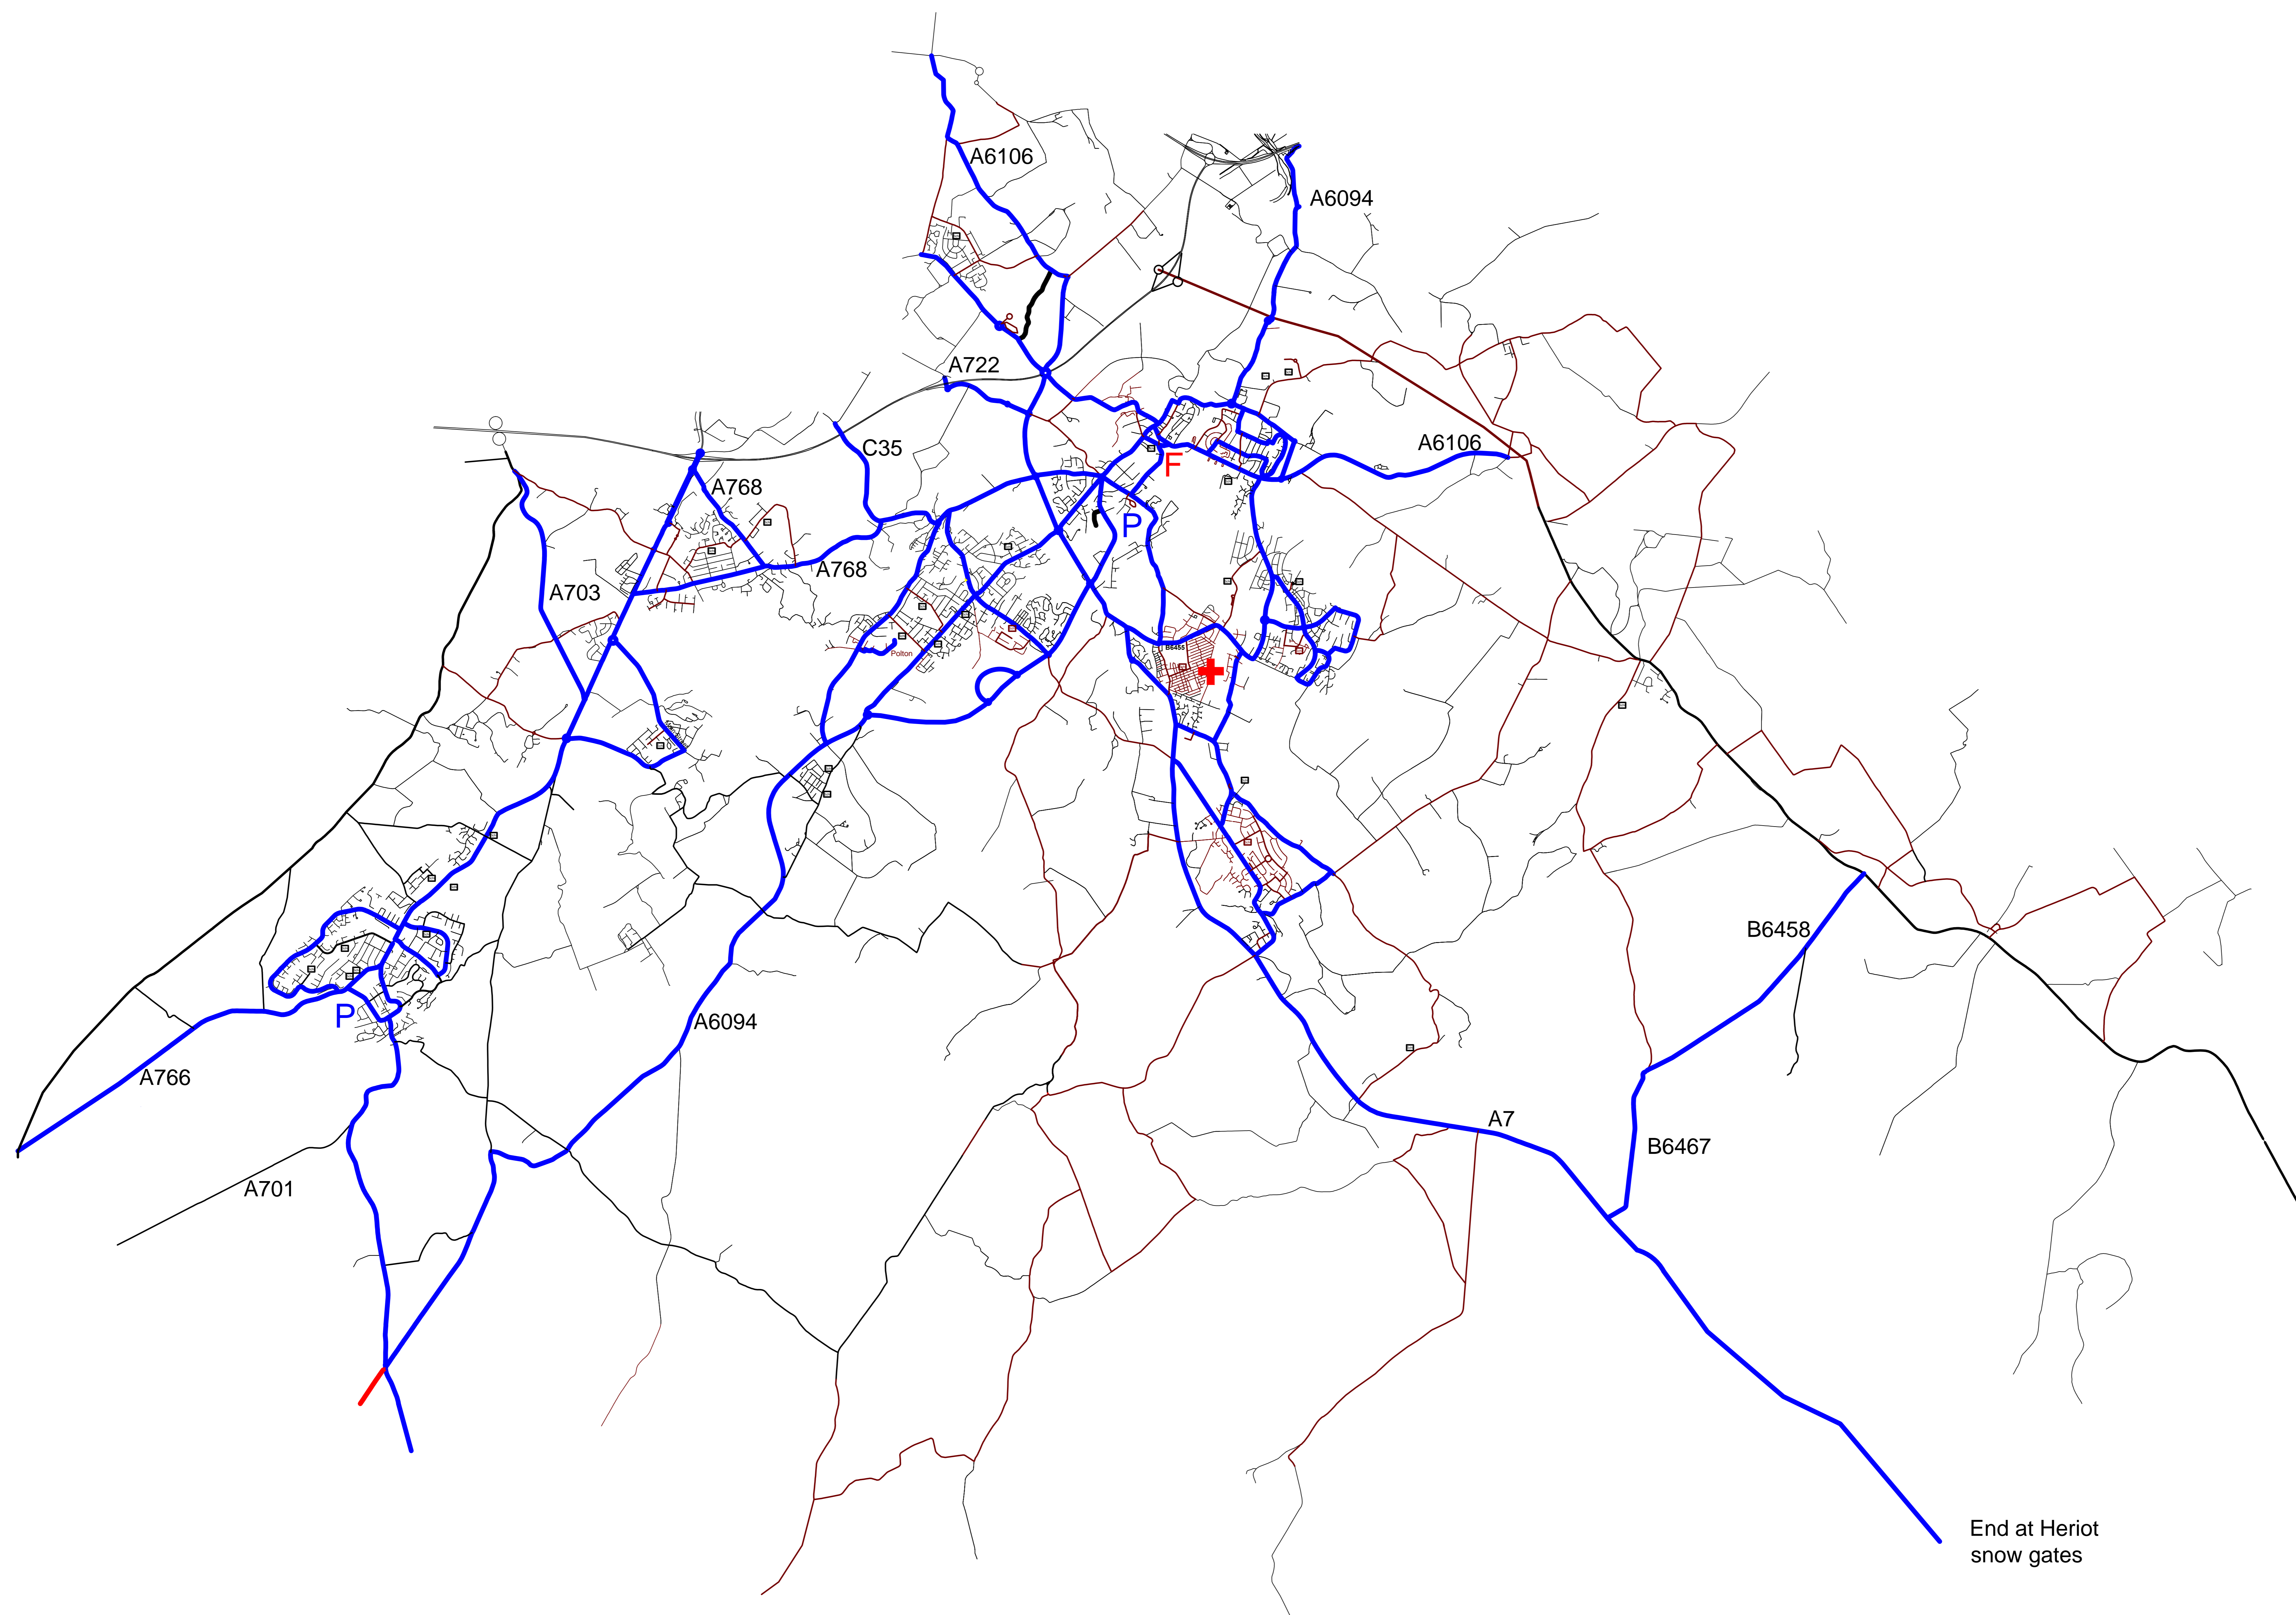 A6106
A6094
A722
A6106
C35
F
A768
P
A768
A703
B6455
Polton
B6458
P
A6094
A766
A7
B6467
A701
End at Heriot
snow gates